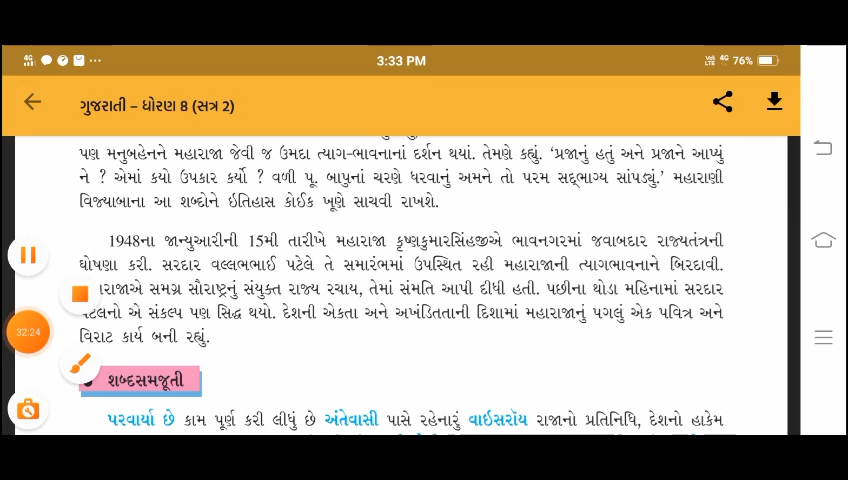 4G ... 3:33 PM VoLTE 4G 76%
ગુજરાતી – ધોરણ 8 (સત્ર 2)
પણ મનુબહેનને મહારાજા જેવી જ ઉમદા ત્યાગ-ભાવનાનાં દર્શન થયાં. તેમણે કહ્યું. ‘પ્રજાનું હતું અને પ્રજાને આપ્યું
ને ? એમાં કયો ઉપકાર કર્યો ? વળી પૂ. બાપુનાં ચરણે ધરવાનું અમને તો પરમ સદ્ભાગ્ય સાંપડ્યું.’ મહારાણી
વિજ્યાબાના આ શબ્દોને ઇતિહાસ કોઈક ખૂણે સાચવી રાખશે.
1948ના જાન્યુઆરીની 15મી તારીખે મહારાજા કૃષ્ણકુમારસિંહજીએ ભાવનગરમાં જવાબદાર રાજ્યતંત્રની
ઘોષણા કરી. સરદાર વલ્લભભાઈ પટેલે તે સમારંભમાં ઉપસ્થિત રહી મહારાજાની ત્યાગભાવનાને બિરદાવી.
રાજાએ સમગ્ર સૌરાષ્ટ્રનું સંયુક્ત રાજ્ય રચાય, તેમાં સંમતિ આપી દીધી હતી. પછીના થોડા મહિનામાં સરદાર
પટેલનો એ સંકલ્પ પણ સિદ્ધ થયો. દેશની એકતા અને અખંડિતતાની દિશામાં મહારાજાનું પગલું એક પવિત્ર અને
32:24
વિરાટ કાર્ય બની રહ્યું.
શબ્દસમજૂતી
પરવાર્યા છે કામ પૂર્ણ કરી લીધું છે અંતેવાસી પાસે રહેનારું વાઇસરૉય રાજાનો પ્રતિનિધિ, દેશનો હાકેમ